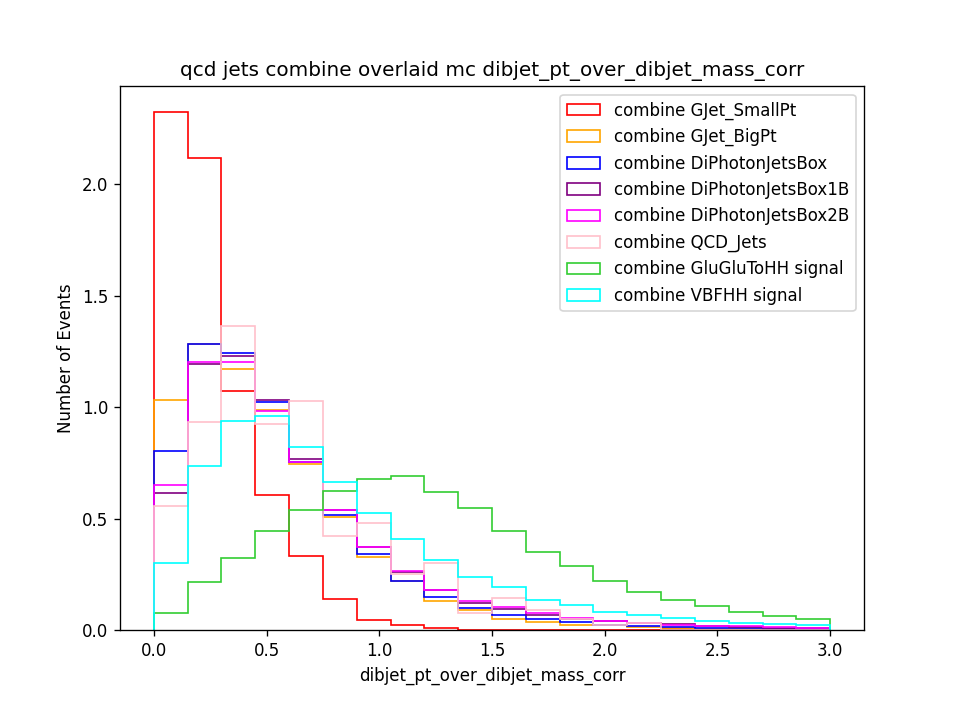 qcd jets combine overlaid mc dibjet_pt_over_dibjet_mass_corr
combine GJet_SmallPt
combine GJet_BigPt
combine DiPhotonJetsBox
combine DiPhotonJetsBox1B
combine DiPhotonJetsBox2B
combine QCD_Jets
combine GluGluToHH signal
combine VBFHH signal
Number of Events
2.0
1.5
1.0
0.5
0.0
0.0 0.5 1.0 1.5 2.0 2.5 3.0
dibjet_pt_over_dibjet_mass_corr